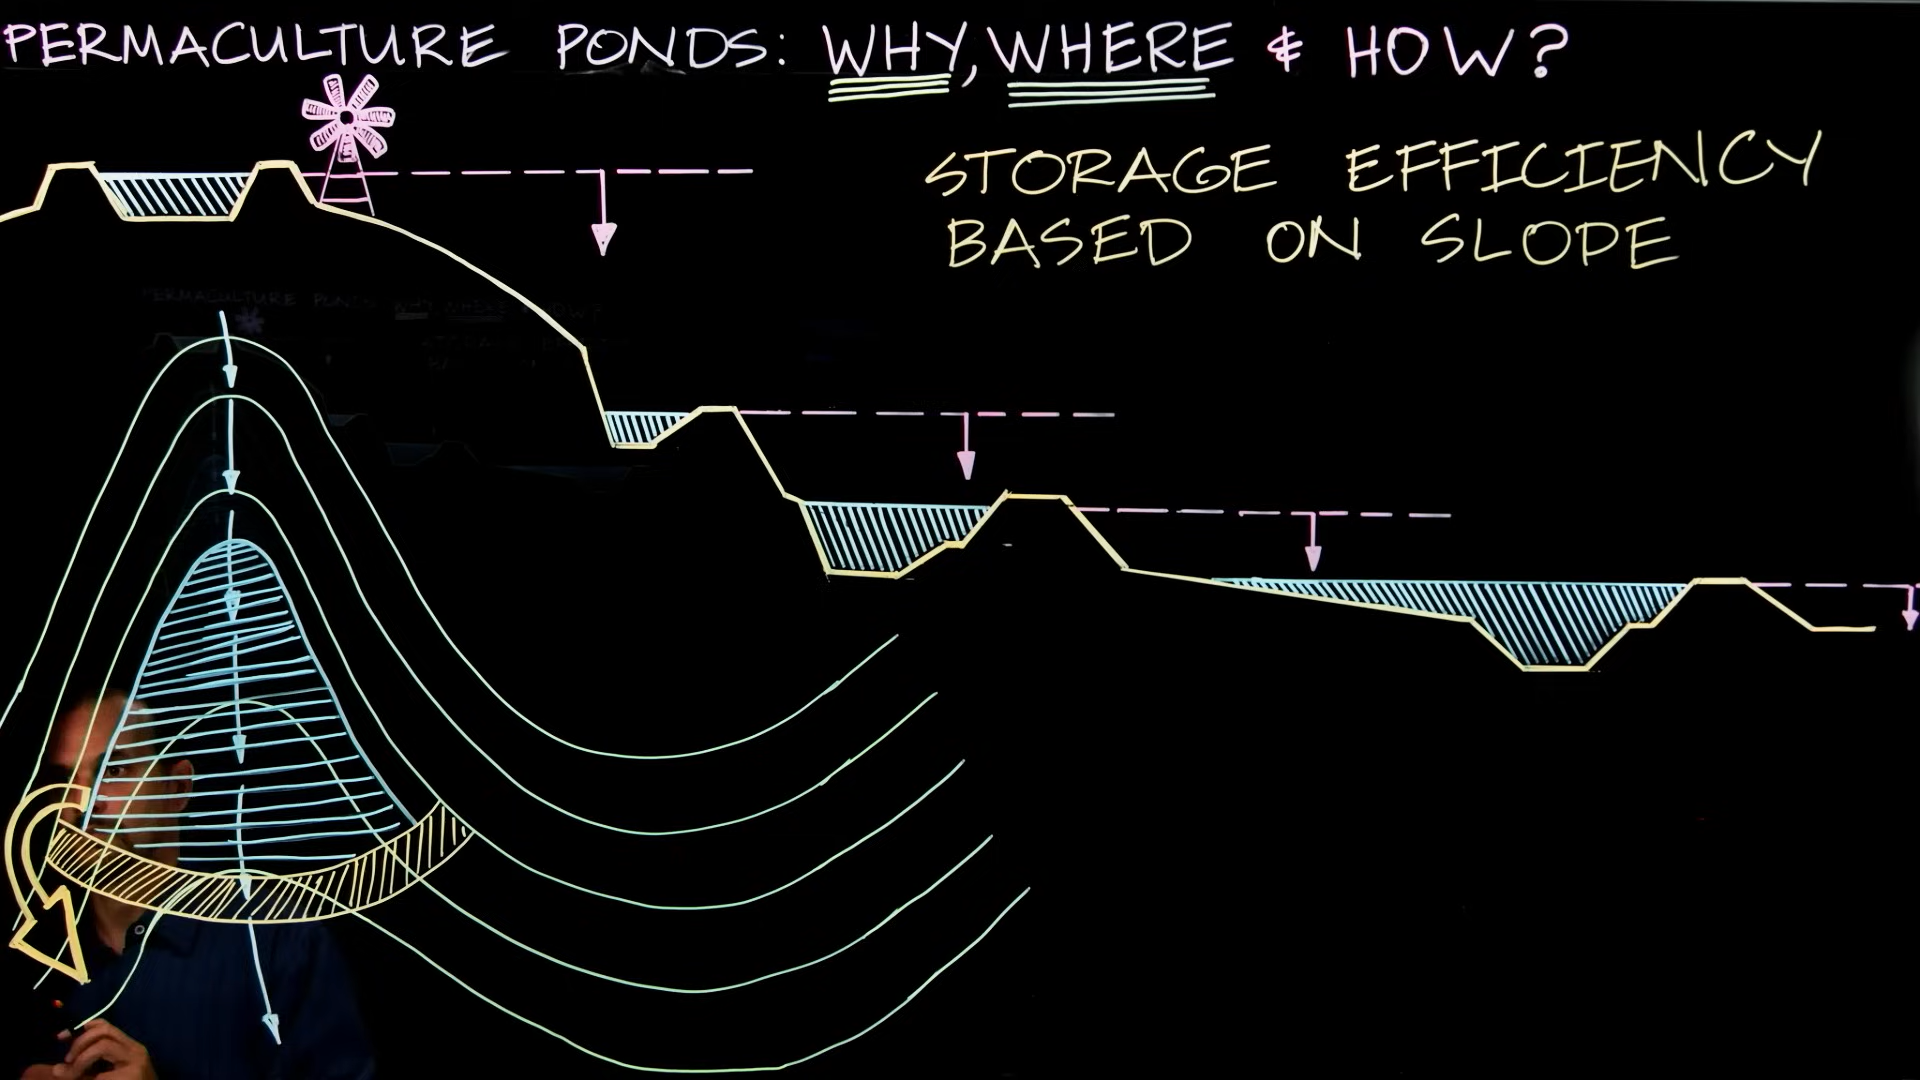 PERMACULTURE PONDS: WHY, WHERE & HOW?
STORAGE EFFICIENCY
BASED ON SLOPE